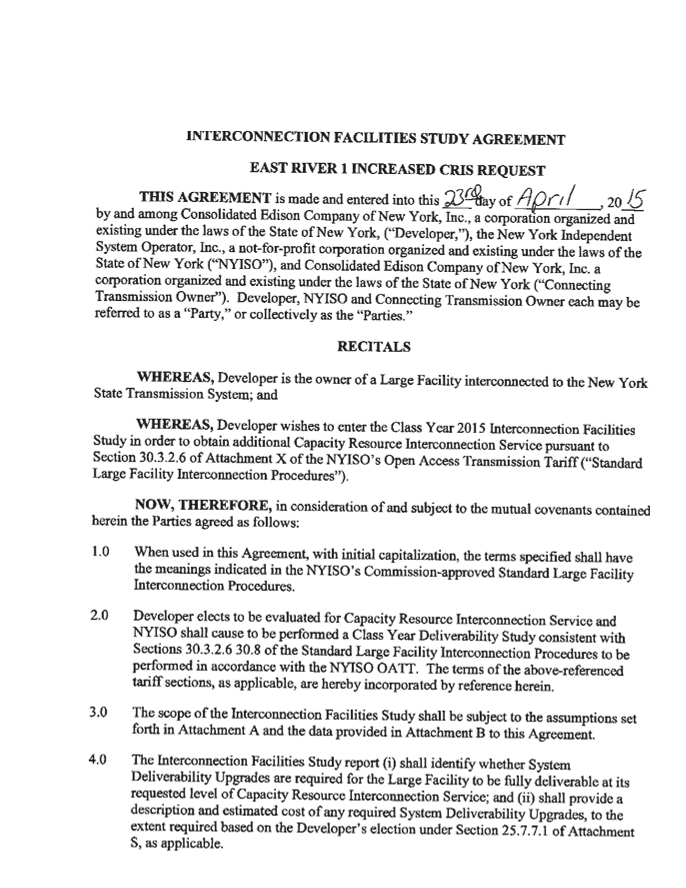 INTERCONNECTION FACILITIES STUDY AGREEMENT
EAST RIVER 1 INCREASED CRIS REQUEST
THIS AGREEMENT is made and entered into this 23rd day of April, 2015
by and among Consolidated Edison Company of New York, Inc., a corporation organized and
existing under the laws of the State of New York, (“Developer,”), the New York Independent
System Operator, Inc., a not-for-profit corporation organized and existing under the laws of the
State of New York (“NYISO”), and Consolidated Edison Company of New York, Inc. a
corporation organized and existing under the laws of the State of New York (“Connecting
Transmission Owner”). Developer, NYISO and Connecting Transmission Owner each may be
referred to as a “Party,” or collectively as the “Parties.”
RECITALS
WHEREAS, Developer is the owner of a Large Facility interconnected to the New York
State Transmission System; and
WHEREAS, Developer wishes to enter the Class Year 2015 Interconnection Facilities
Study in order to obtain additional Capacity Resource Interconnection Service pursuant to
Section 30.3.2.6 of Attachment X of the NYISO’s Open Access Transmission Tariff (“Standard
Large Facility Interconnection Procedures”).
NOW, THEREFORE, in consideration of and subject to the mutual covenants contained
herein the Parties agreed as follows:
1.0 When used in this Agreement, with initial capitalization, the terms specified shall have
the meanings indicated in the NYISO’s Commission-approved Standard Large Facility
Interconnection Procedures.
2.0 Developer elects to be evaluated for Capacity Resource Interconnection Service and
NYISO shall cause to be performed a Class Year Deliverability Study consistent with
Sections 30.3.2.6 30.8 of the Standard Large Facility Interconnection Procedures to be
performed in accordance with the NYISO OATT. The terms of the above-referenced
tariff sections, as applicable, are hereby incorporated by reference herein.
3.0 The scope of the Interconnection Facilities Study shall be subject to the assumptions set
forth in Attachment A and the data provided in Attachment B to this Agreement.
4.0 The Interconnection Facilities Study report (i) shall identify whether System
Deliverability Upgrades are required for the Large Facility to be fully deliverable at its
requested level of Capacity Resource Interconnection Service; and (ii) shall provide a
description and estimated cost of any required System Deliverability Upgrades, to the
extent required based on the Developer’s election under Section 25.7.7.1 of Attachment
S, as applicable.